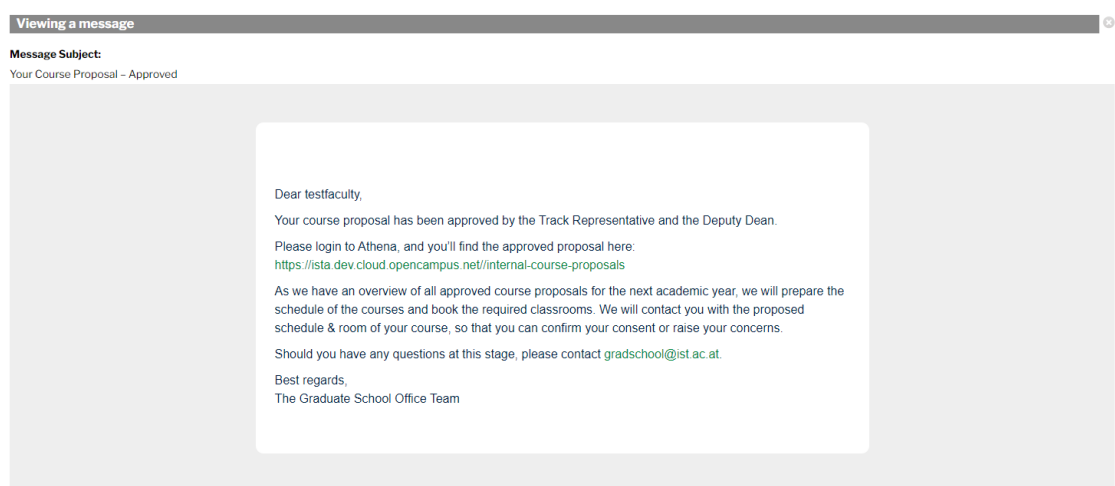 Viewing a message
Message Subject:
Your Course Proposal – Approved
Dear testfaculty,
Your course proposal has been approved by the Track Representative and the Deputy Dean.
Please login to Athena, and you'll find the approved proposal here:
https://ista.dev.cloud.opencampus.net//internal-course-proposals
As we have an overview of all approved course proposals for the next academic year, we will prepare the
schedule of the courses and book the required classrooms. We will contact you with the proposed
schedule & room of your course, so that you can confirm your consent or raise your concerns.
Should you have any questions at this stage, please contact gradschool@ist.ac.at.
Best regards,
The Graduate School Office Team